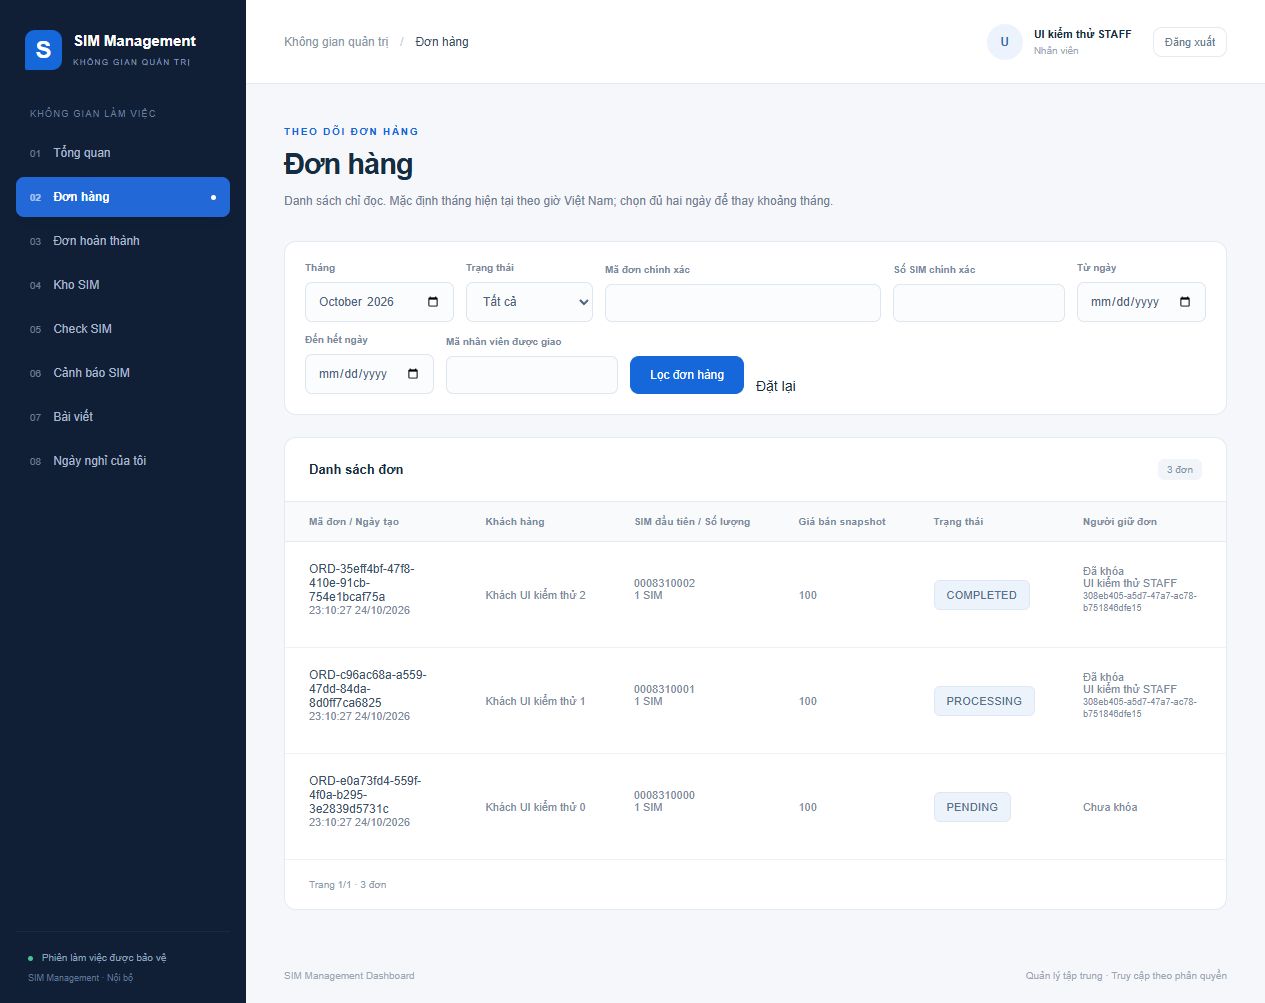 S
SIM Management
KHÔNG GIAN QUẢN TRỊ
KHÔNG GIAN LÀM VIỆC
01 Tổng quan
02 Đơn hàng
03 Đơn hoàn thành
04 Kho SIM
05 Check SIM
06 Cảnh báo SIM
07 Bài viết
08 Ngày nghỉ của tôi
Phiên làm việc được bảo vệ
SIM Management · Nội bộ
Không gian quản trị / Đơn hàng
U
UI kiểm thử STAFF
Nhân viên
Đăng xuất
THEO DÕI ĐƠN HÀNG
Đơn hàng
Danh sách chỉ đọc. Mặc định tháng hiện tại theo giờ Việt Nam; chọn đủ hai ngày để thay khoảng tháng.
Tháng Trạng thái Mã đơn chính xác Số SIM chính xác Từ ngày
October 2026 Tất cả mm/dd/yyyy
Đến hết ngày Mã nhân viên được giao
mm/dd/yyyy Lọc đơn hàng Đặt lại
Danh sách đơn 3 đơn
Mã đơn / Ngày tạo Khách hàng SIM đầu tiên / Số lượng Giá bán snapshot Trạng thái Người giữ đơn
ORD-35eff4bf-47f8-
410e-91cb-
754e1bcaf75a
23:10:27 24/10/2026
Khách UI kiểm thử 2
0008310002
1 SIM
100
COMPLETED
Đã khóa
UI kiểm thử STAFF
308eb405-a5d7-47a7-ac78-
b751846dfe15
ORD-c96ac68a-a559-
47dd-84da-
8d0ff7ca6825
23:10:27 24/10/2026
Khách UI kiểm thử 1
0008310001
1 SIM
100
PROCESSING
Đã khóa
UI kiểm thử STAFF
308eb405-a5d7-47a7-ac78-
b751846dfe15
ORD-e0a73fd4-559f-
4f0a-b295-
3e2839d5731c
23:10:27 24/10/2026
Khách UI kiểm thử 0
0008310000
1 SIM
100
PENDING
Chưa khóa
Trang 1/1 · 3 đơn
SIM Management Dashboard
Quản lý tập trung · Truy cập theo phân quyền